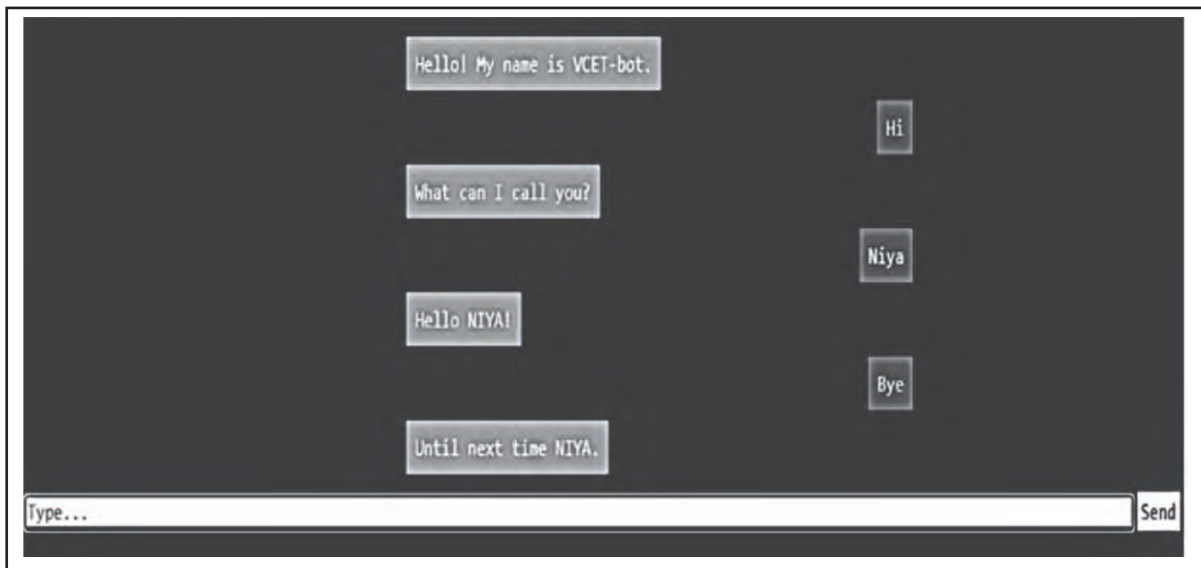 Hello! My name is VCET-bot.
Hi
What can I call you?
Niya
Hello NIYA!
Bye
Until next time NIYA.
Type...
Send